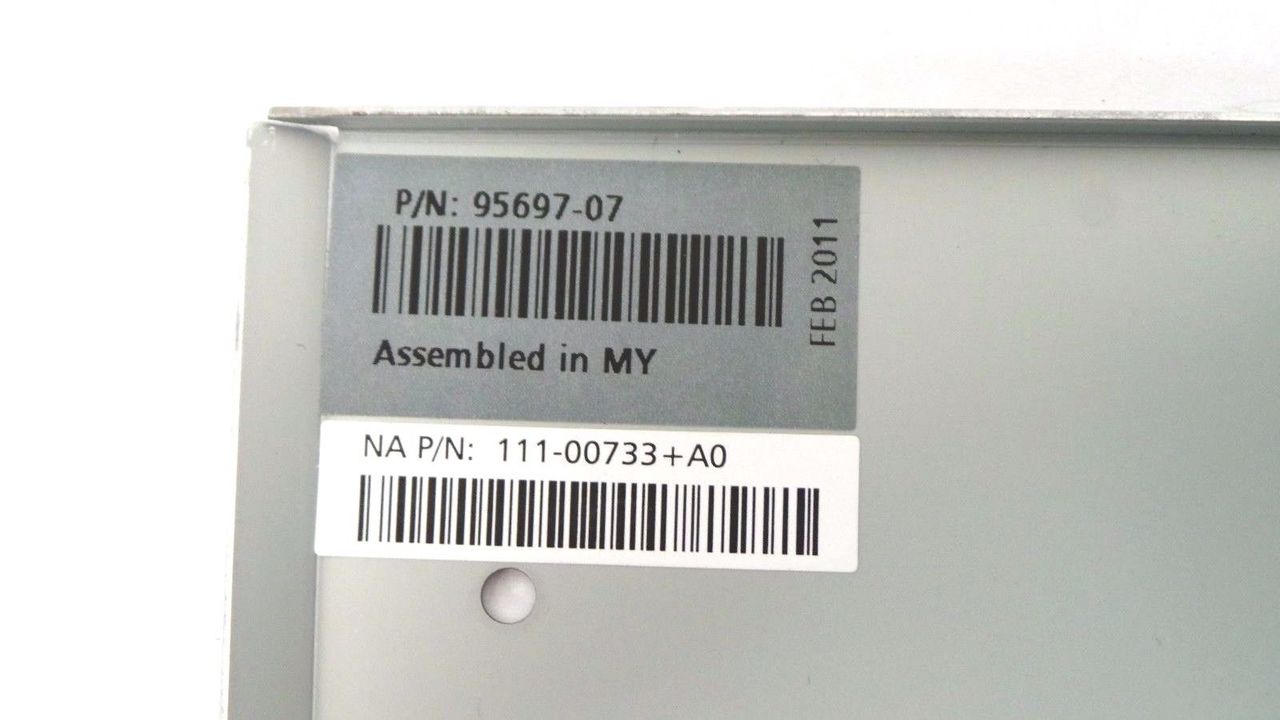 P/N: 95697-07
FEB 2011
Assembled in MY
NA P/N: 111-00733+A0